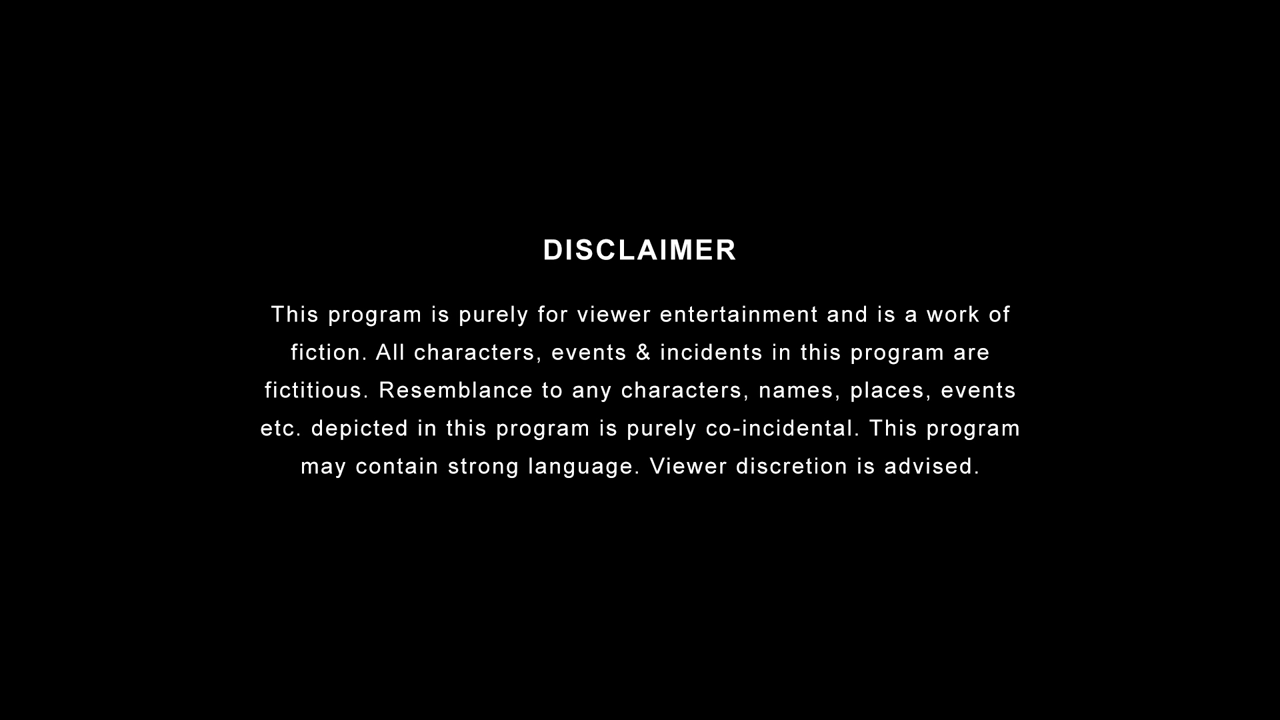 DISCLAIMER
This program is purely for viewer entertainment and is a work of
fiction. All characters, events & incidents in this program are
fictitious. Resemblance to any characters, names, places, events
etc. depicted in this program is purely co-incidental. This program
may contain strong language. Viewer discretion is advised.